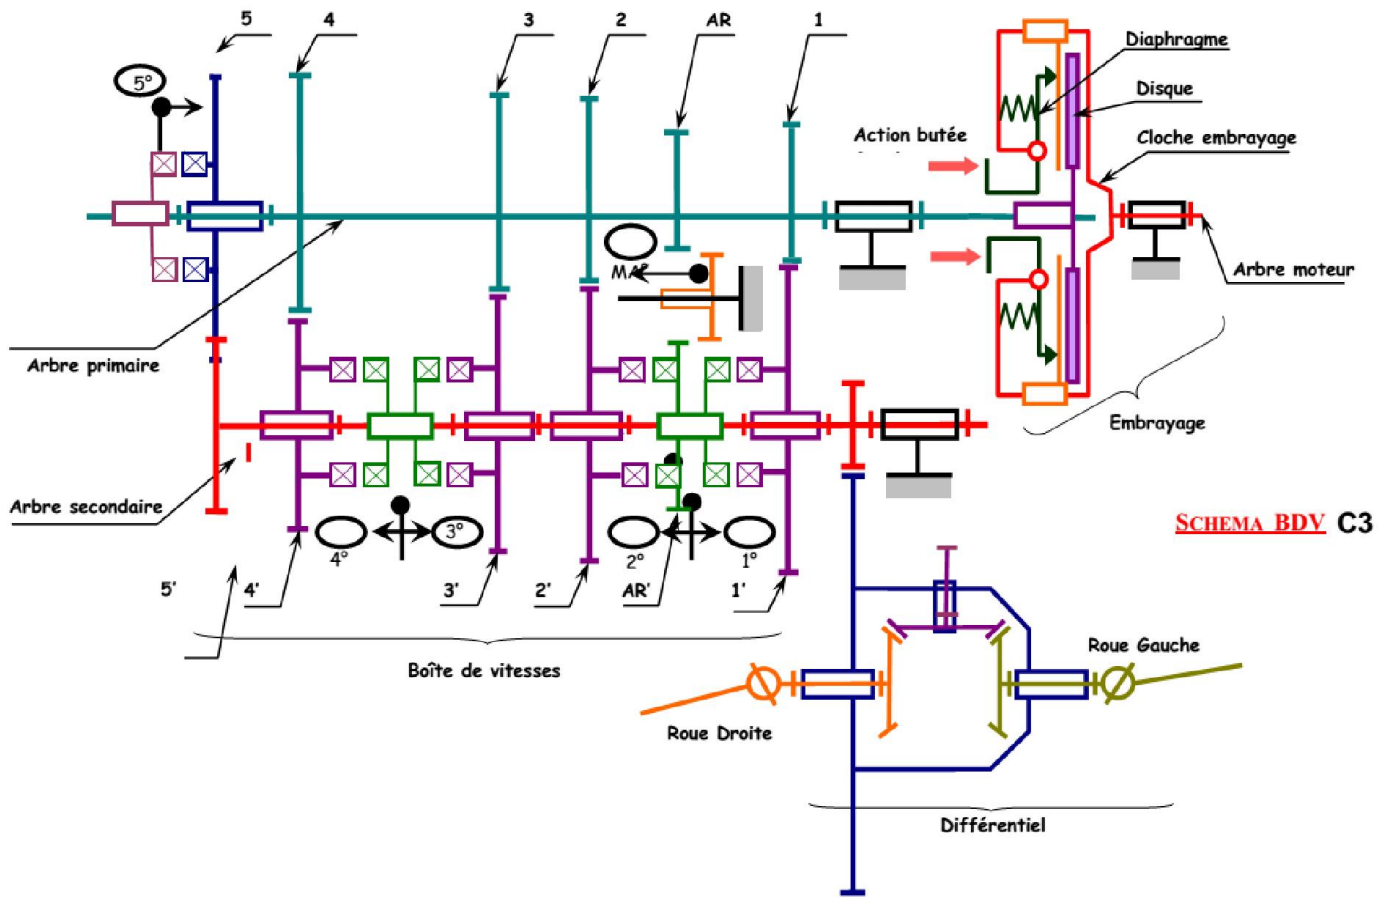 5
4
3
2
AR
1
Diaphragme
5°
Disque
Action butée
Cloche embrayage
MAR
Arbre moteur
Arbre primaire
Embrayage
Arbre secondaire
SCHEMA BDV C3
4°
3°
2°
1°
5'
4'
3'
2'
AR'
1'
Boîte de vitesses
Roue Gauche
Roue Droite
Différentiel